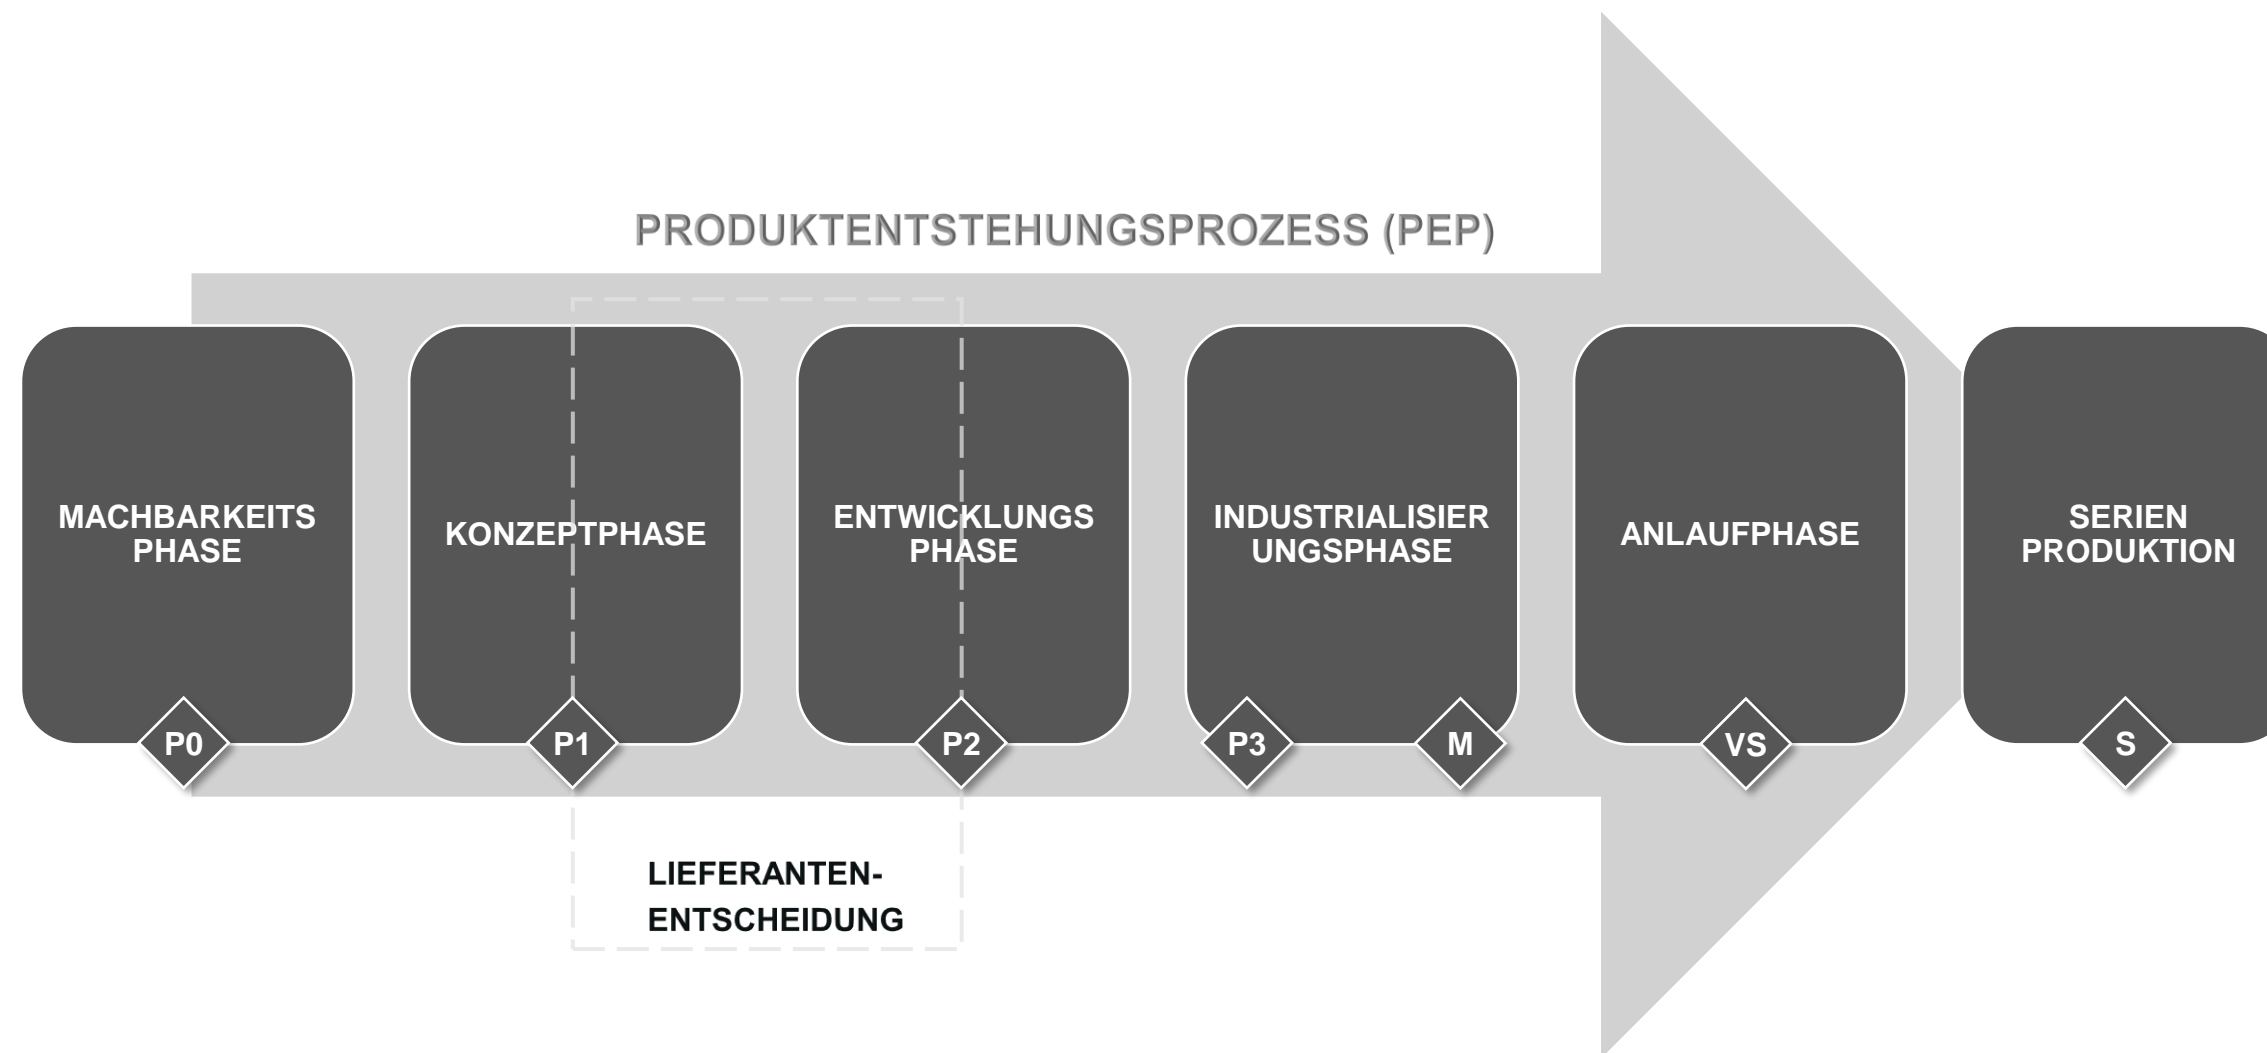 PRODUKTENTSTEHUNGSPROZESS (PEP)
MACHBARKEITS
PHASE
KONZEPTPHASE
ENTWICKLUNGS
PHASE
INDUSTRIALISIER
UNGSPHASE
ANLAUFPHASE
SERIEN
PRODUKTION
P0
P1
P2
P3
M
VS
S
LIEFERANTEN-
ENTSCHEIDUNG